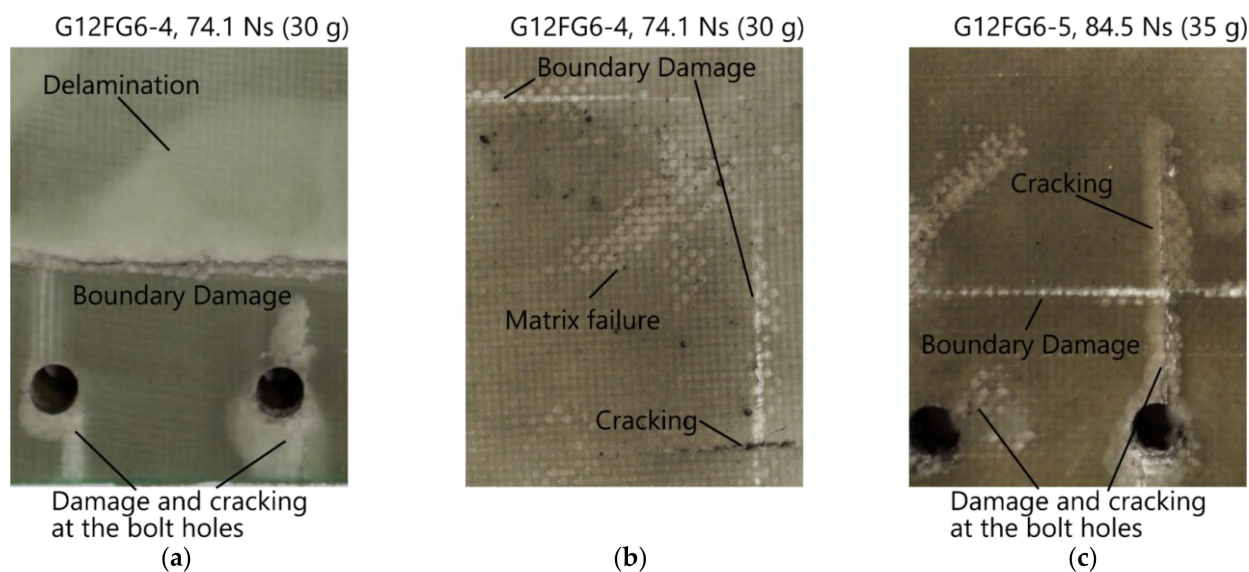 G12FG6-4, 74.1 Ns (30 g)
Delamination
Boundary Damage
Damage and cracking
at the bolt holes
(a)
G12FG6-4, 74.1 Ns (30 g)
Boundary Damage
Matrix failure
Cracking
(b)
G12FG6-5, 84.5 Ns (35 g)
Cracking
Boundary Damage
Damage and cracking
at the bolt holes
(c)